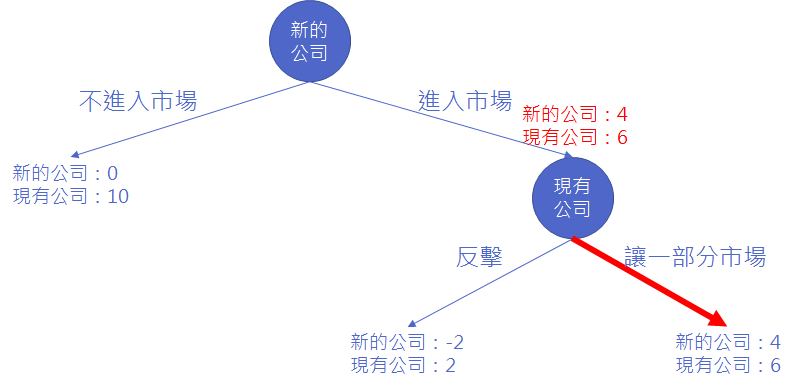 新的
公司
不進入市場
進入市場
新的公司：4
現有公司：6
新的公司：0
現有公司：10
現有
公司
反擊
讓一部分市場
新的公司：-2
現有公司：2
新的公司：4
現有公司：6